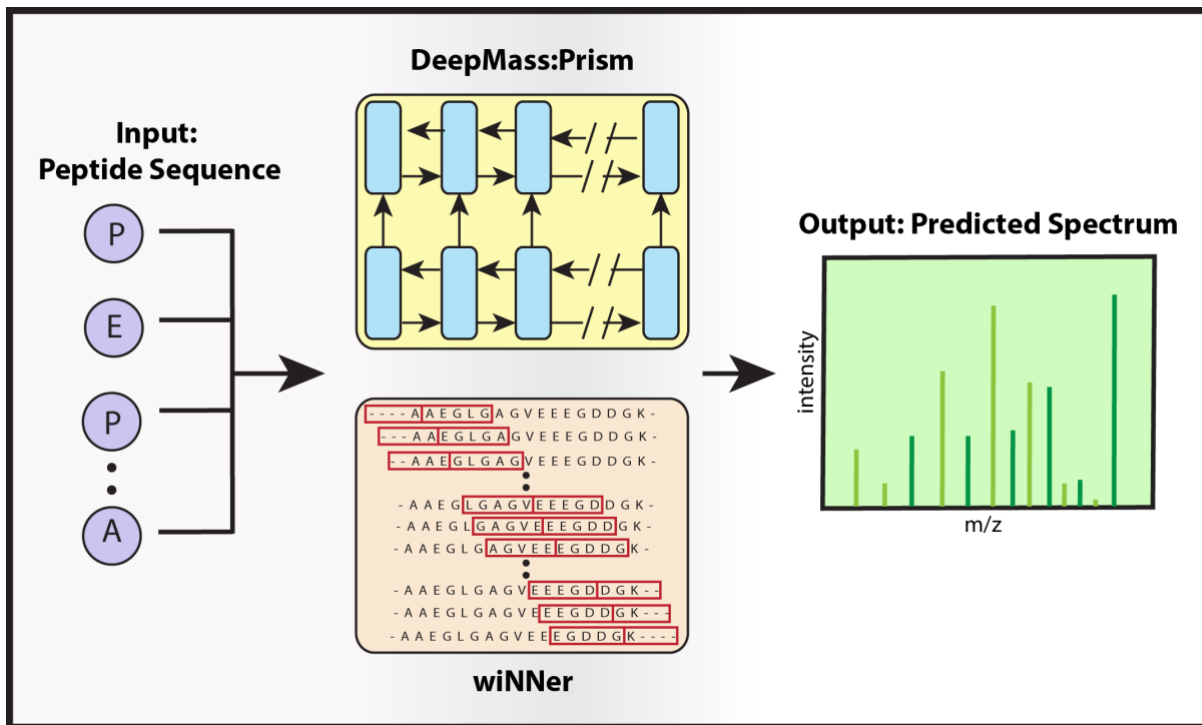 DeepMass:Prism
Input:
Peptide Sequence
P
E
P
A
- - - - A A E G L G A G V E E E G D D G K -
- - - A A E G L G A G V E E E G D D G K -
- - A A E G L G A G V E E E G D D G K -
- A A E G L G A G V E E E G D D G K -
- A A E G L G A G V E E E G D D G K -
- A A E G L G A G V E E E G D D G K -
- A A E G L G A G V E E E G D D G K - -
- A A E G L G A G V E E E G D D G K - - -
- A A E G L G A G V E E E G D D G K - - - -
wiNNer
Output: Predicted Spectrum
intensity
m/z